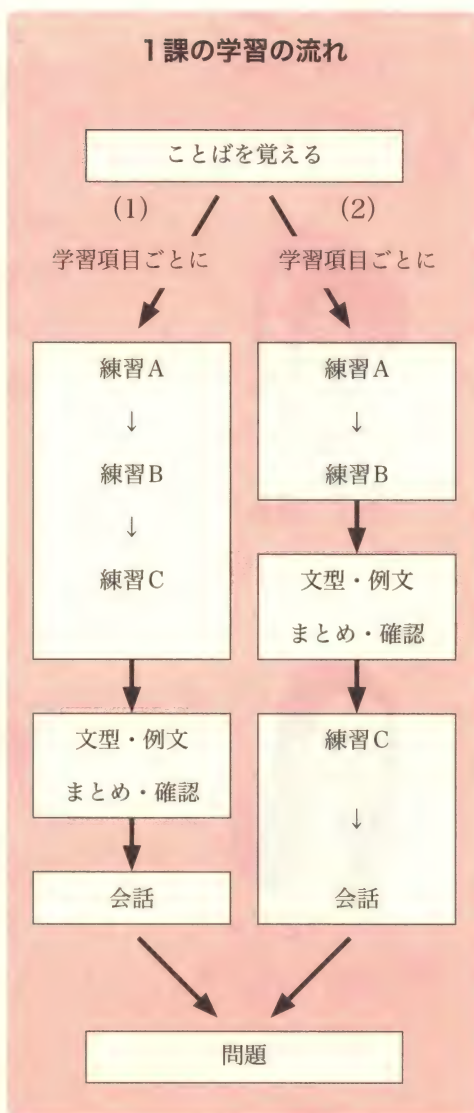 1課の学習の流れ
ことばを覚える
(1)
学習項目ごとに
練習A
↓
練習B
↓
練習C
文型・例文
まとめ・確認
会話
(2)
学習項目ごとに
練習A
↓
練習B
文型・例文
まとめ・確認
練習C
↓
会話
問題